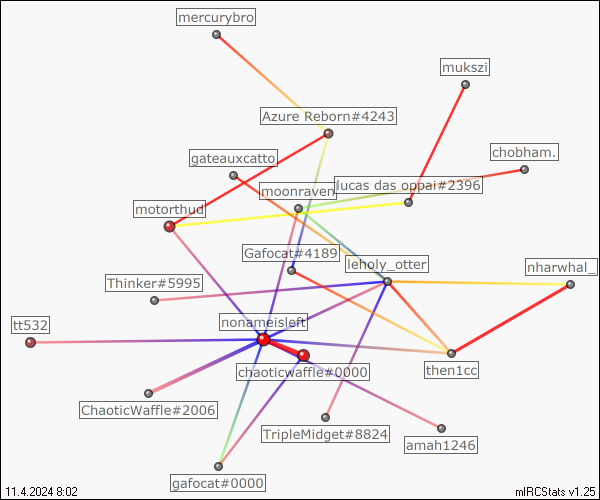 mercurybro
mukszi
Azure Reborn#4243
gateauxcatto
chobham.
moonraven
lucas das oppai#2396
motorthud
Gafocat#4189
leholy_otter
nharwhal_
Thinker#5995
nonameisleft
tt532
chaoticwaffle#0000
then1cc
ChaoticWaffle#2006
TripleMidget#8824
amah1246
gafocat#0000
11.4.2024 8:02
mIRCStats v1.25